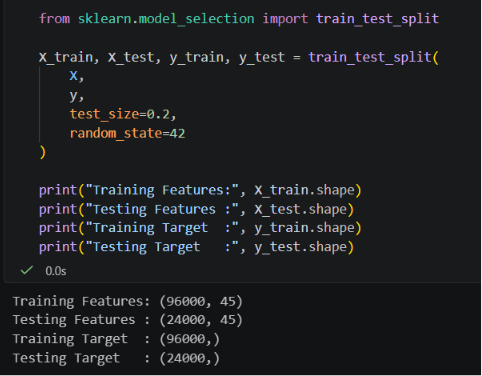 from sklearn.model_selection import train_test_split
X_train, X_test, y_train, y_test = train_test_split(
    X,
    y,
    test_size=0.2,
    random_state=42
)
print("Training Features:", X_train.shape)
print("Testing Features :", X_test.shape)
print("Training Target  :", y_train.shape)
print("Testing Target   :", y_test.shape)
0.0s
Training Features: (96000, 45)
Testing Features : (24000, 45)
Training Target  : (96000,)
Testing Target   : (24000,)